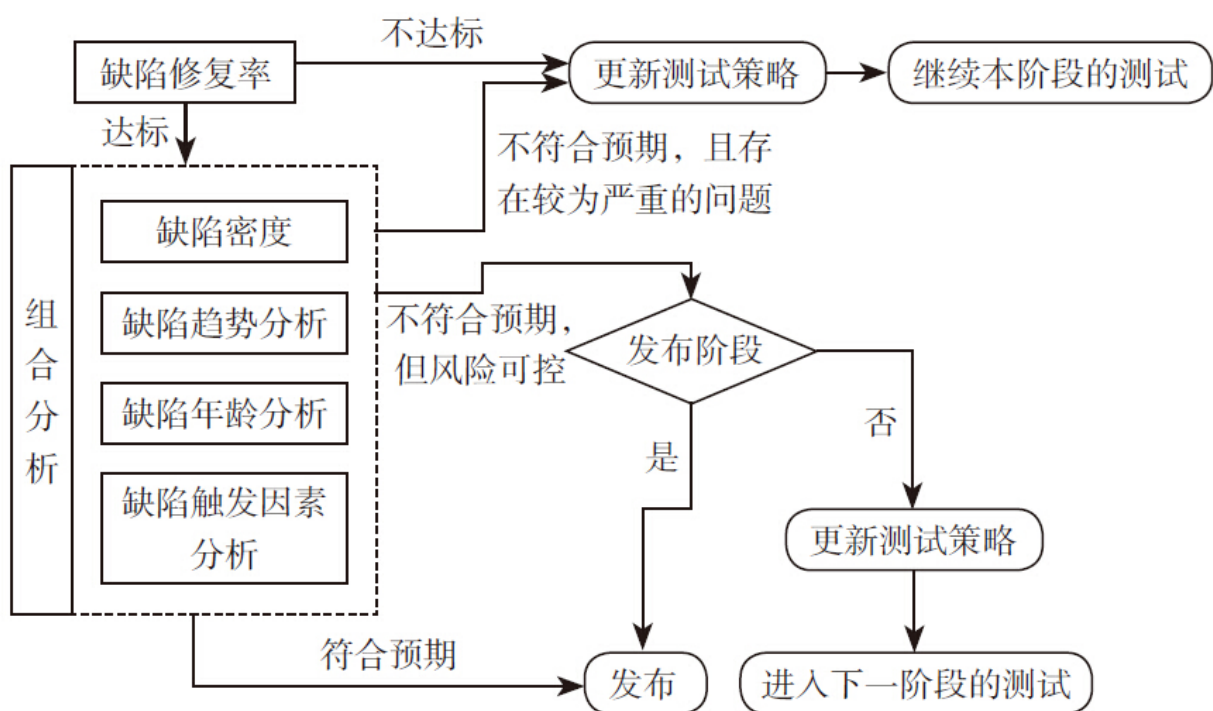 缺陷修复率
不达标
更新测试策略
继续本阶段的测试
达标
不符合预期，且存
在较为严重的问题
组合分析
缺陷密度
缺陷趋势分析
缺陷年龄分析
缺陷触发因素
分析
不符合预期，
但风险可控
发布阶段
是
否
更新测试策略
符合预期
发布
进入下一阶段的测试